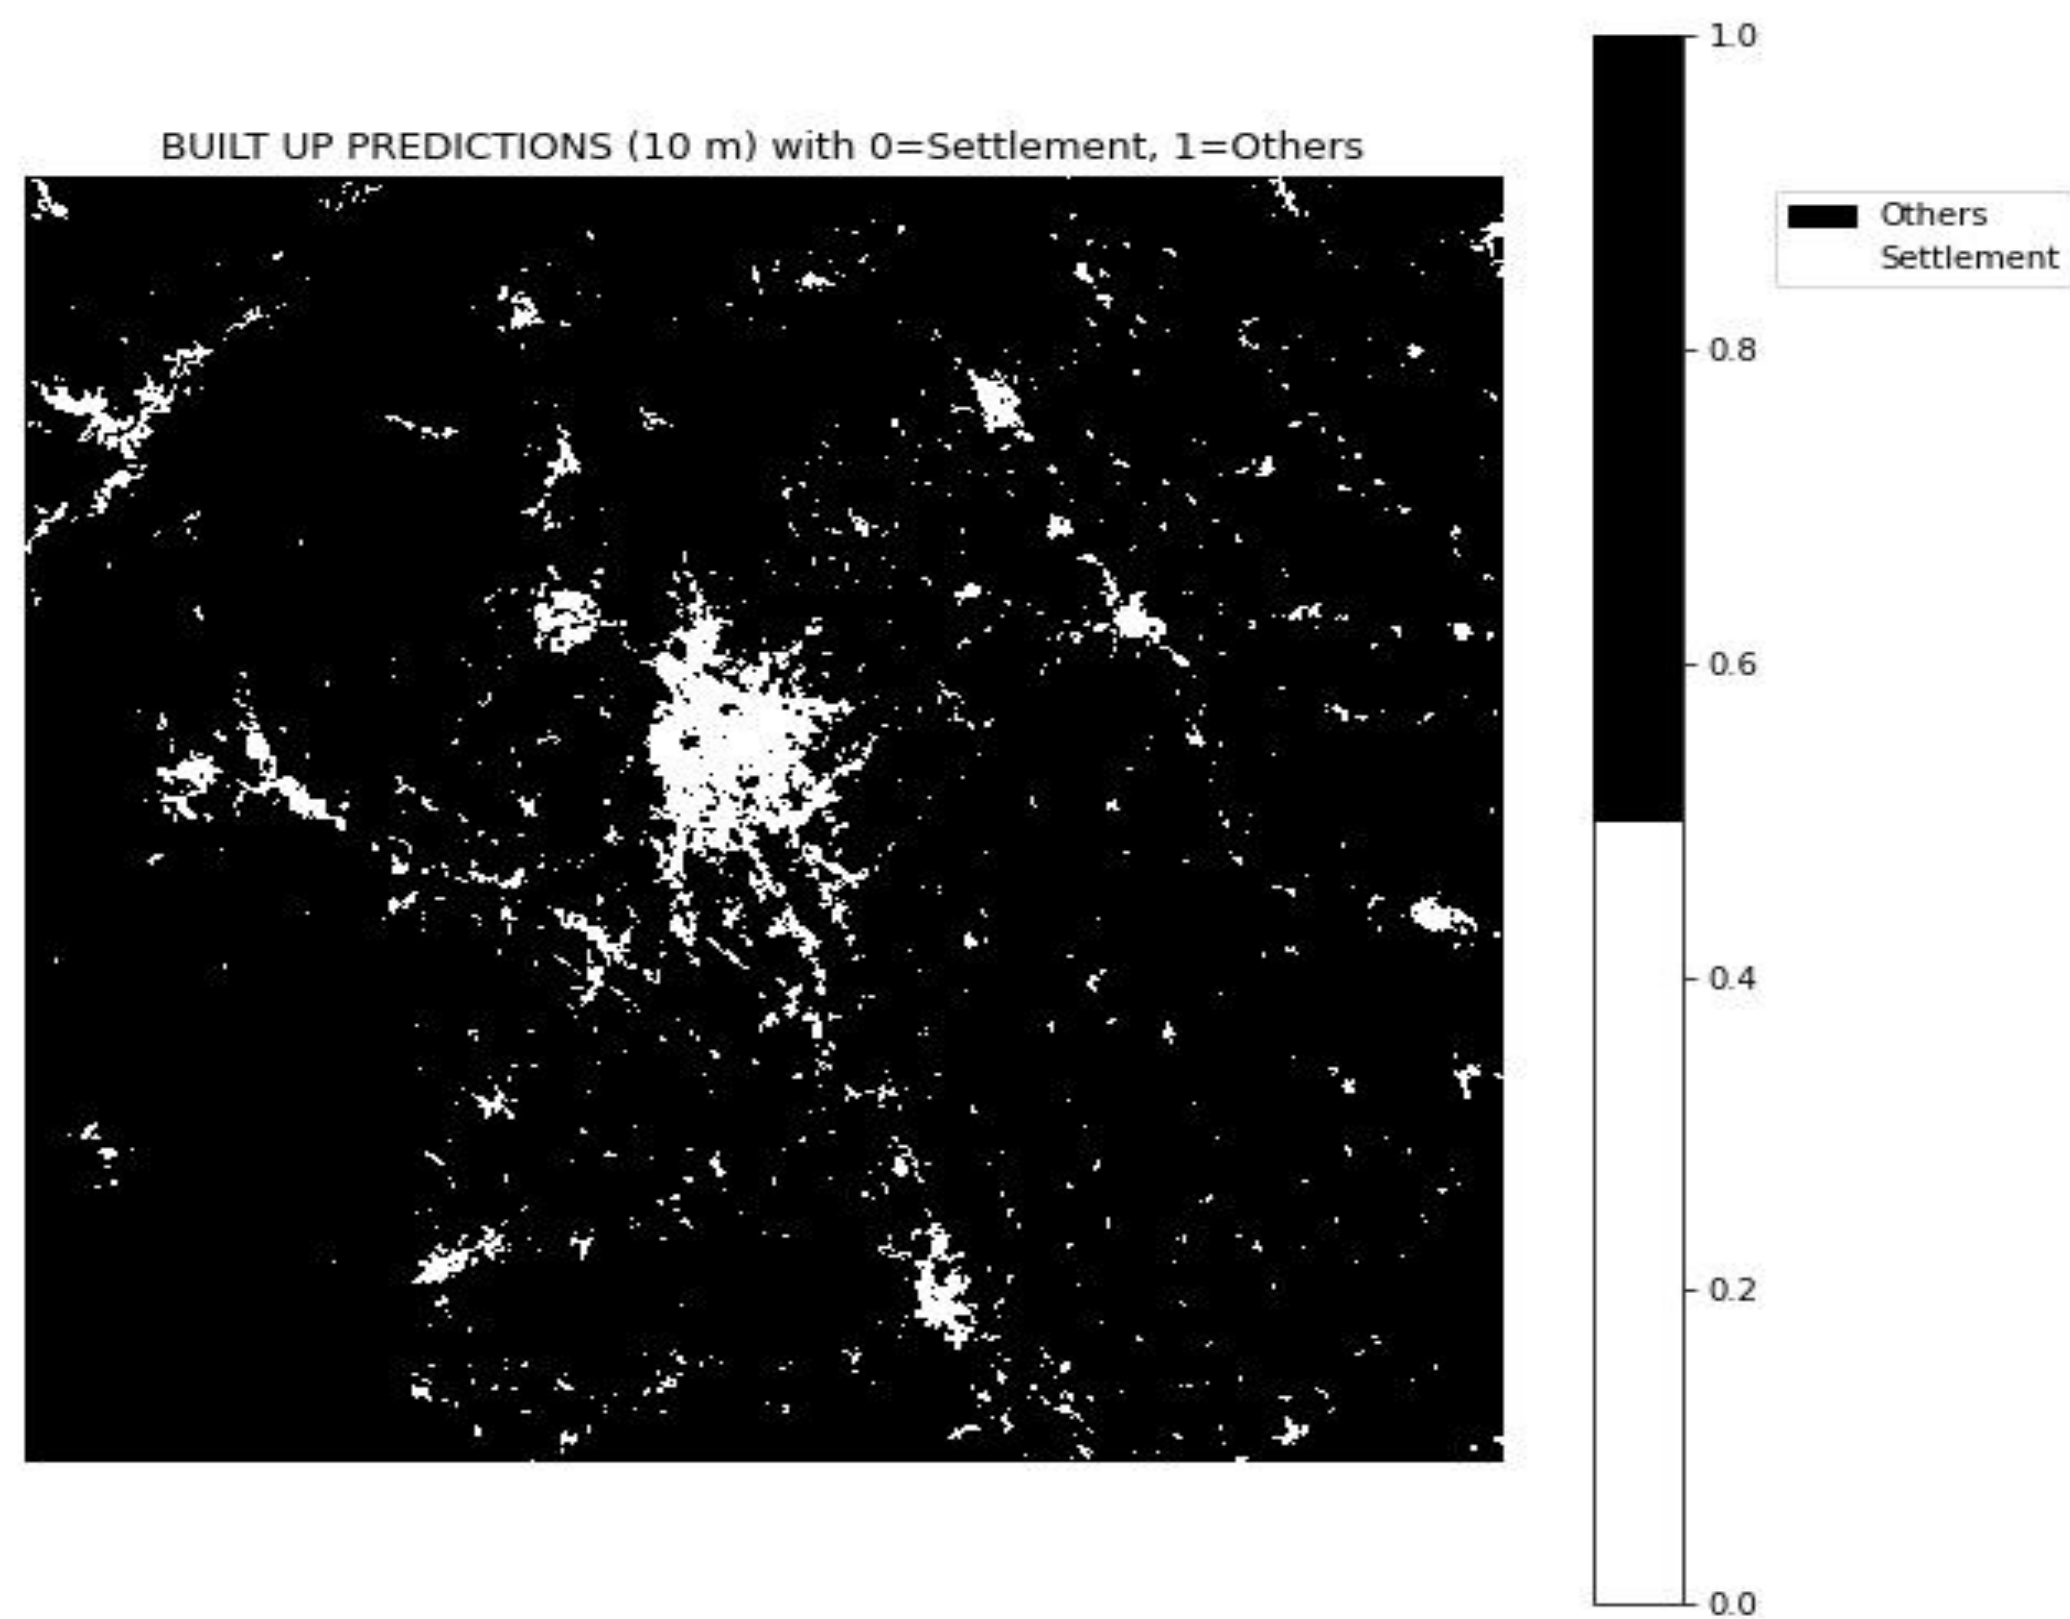 BUILT UP PREDICTIONS (10 m) with 0=Settlement, 1=Others
1.0
0.8
0.6
0.4
0.2
0.0
Others
Settlement